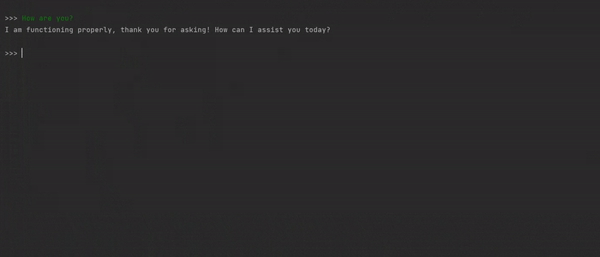 >>> How are you?
I am functioning properly, thank you for asking! How can I assist you today?
>>>